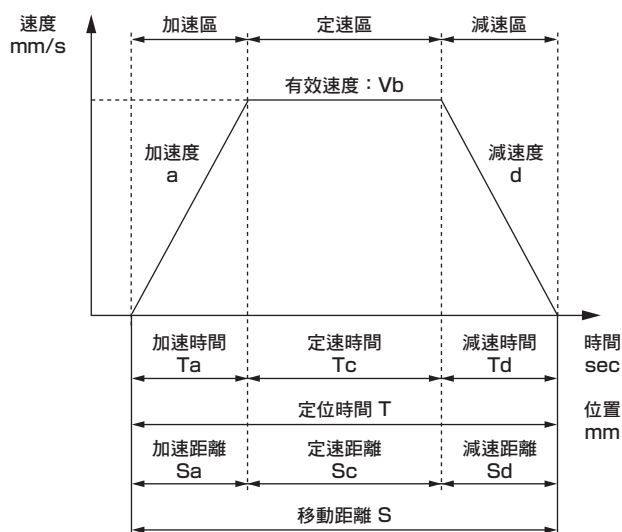 速度
mm/s
加速區
定速區
減速區
有效速度：Vb
加速度
a
減速度
d
加速時間
Ta
定速時間
Tc
減速時間
Td
時間
sec
定位時間 T
位置
mm
加速距離
Sa
定速距離
Sc
減速距離
Sd
移動距離 S